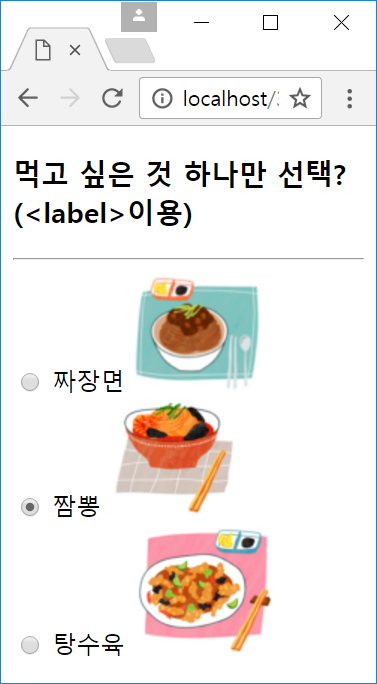 localhost/
먹고 싶은 것 하나만 선택?
(<label>이용)
짜장면
짬뽕
탕수육